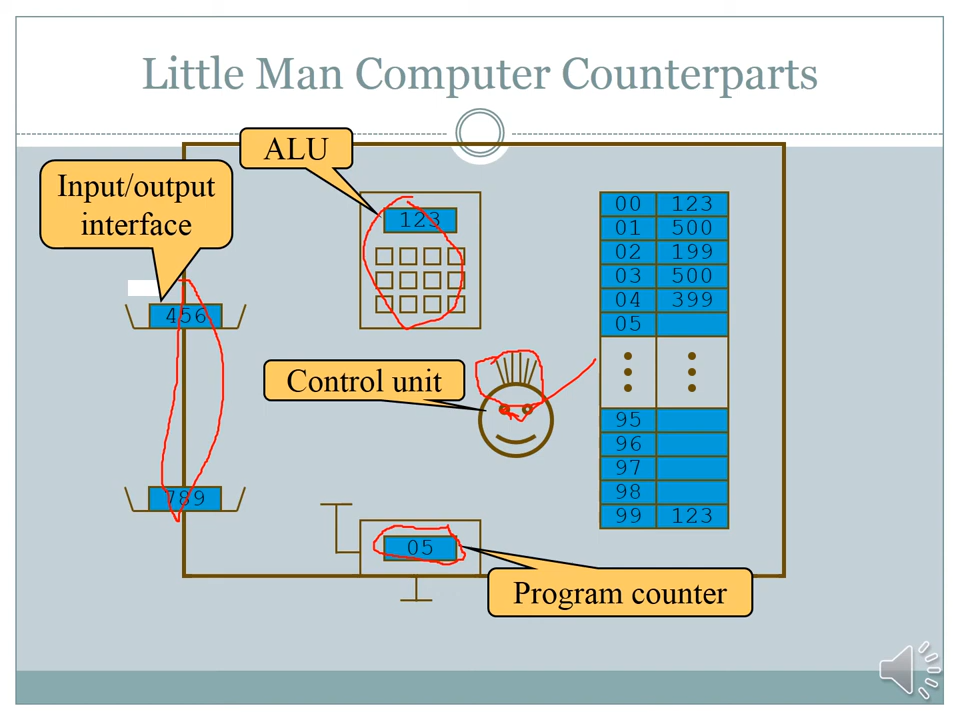 Little Man Computer Counterparts
ALU
Input/output
interface
123
00 123
01 500
02 199
03 500
04 399
05
456
Control unit
95
96
97
98
99 123
789
05
Program counter